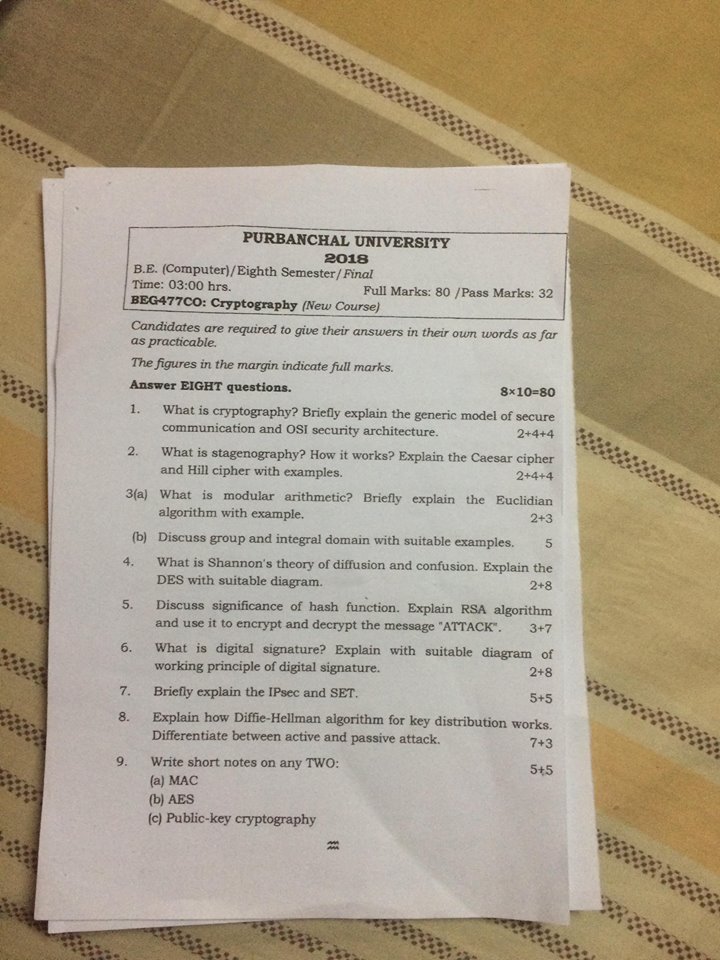 PURBANCHAL UNIVERSITY
2018
B.E. (Computer)/Eighth Semester/Final
Time: 03:00 hrs. Full Marks: 80 /Pass Marks: 32
BEG477CO: Cryptography (New Course)
Candidates are required to give their answers in their own words as far
as practicable.
The figures in the margin indicate full marks.
Answer EIGHT questions. 8×10=80
1. What is cryptography? Briefly explain the generic model of secure
communication and OSI security architecture. 2+4+4
2. What is stagenography? How it works? Explain the Caesar cipher
and Hill cipher with examples. 2+4+4
3(a) What is modular arithmetic? Briefly explain the Euclidian
algorithm with example. 2+3
(b) Discuss group and integral domain with suitable examples. 5
4. What is Shannon's theory of diffusion and confusion. Explain the
DES with suitable diagram. 2+8
5. Discuss significance of hash function. Explain RSA algorithm
and use it to encrypt and decrypt the message "ATTACK". 3+7
6. What is digital signature? Explain with suitable diagram of
working principle of digital signature. 2+8
7. Briefly explain the IPsec and SET. 5+5
8. Explain how Diffie-Hellman algorithm for key distribution works.
Differentiate between active and passive attack. 7+3
9. Write short notes on any TWO: 5+5
(a) MAC
(b) AES
(c) Public-key cryptography